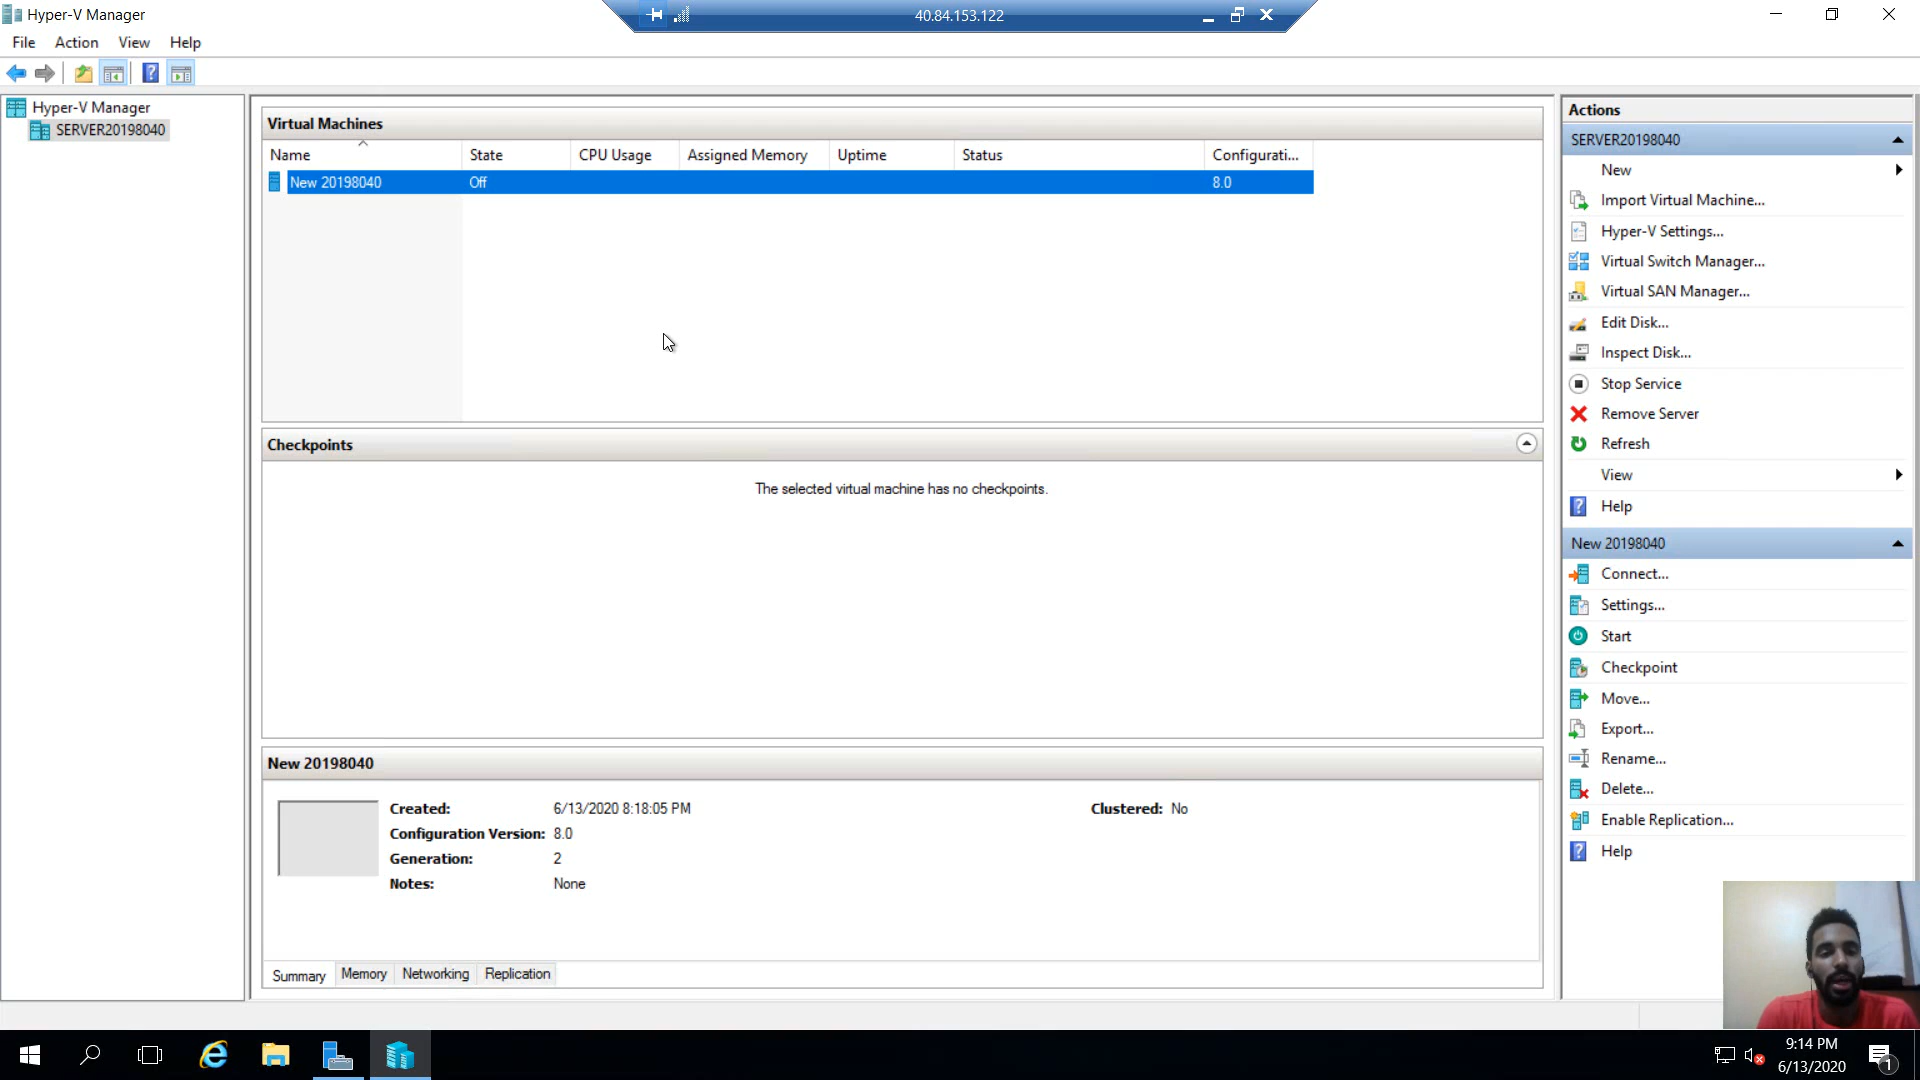 Hyper-V Manager
40.84.153.122
File Action View Help
Hyper-V Manager
SERVER20198040
Virtual Machines
Name State CPU Usage Assigned Memory Uptime Status Configurati...
New 20198040 Off 8.0
Checkpoints
The selected virtual machine has no checkpoints.
New 20198040
Created: 6/13/2020 8:18:05 PM Clustered: No
Configuration Version: 8.0
Generation: 2
Notes: None
Summary Memory Networking Replication
Actions
SERVER20198040
New
Import Virtual Machine...
Hyper-V Settings...
Virtual Switch Manager...
Virtual SAN Manager...
Edit Disk...
Inspect Disk...
Stop Service
Remove Server
Refresh
View
Help
New 20198040
Connect...
Settings...
Start
Checkpoint
Move...
Export...
Rename...
Delete...
Enable Replication...
Help
9:14 PM
6/13/2020
1